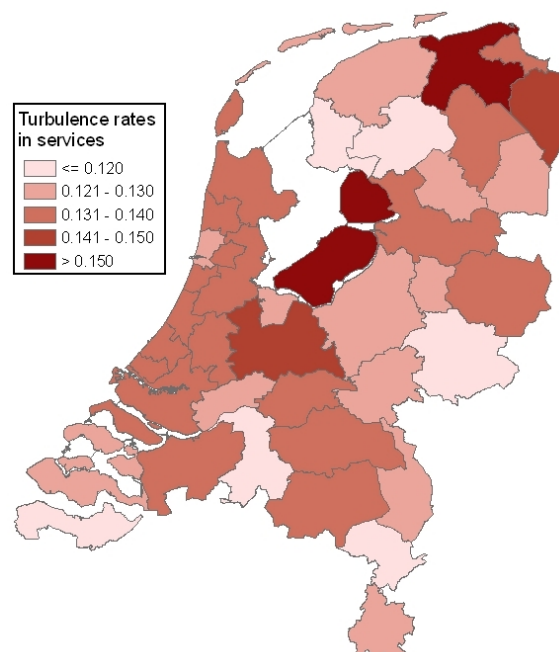 Turbulence rates
in services
<= 0.120
0.121 - 0.130
0.131 - 0.140
0.141 - 0.150
> 0.150